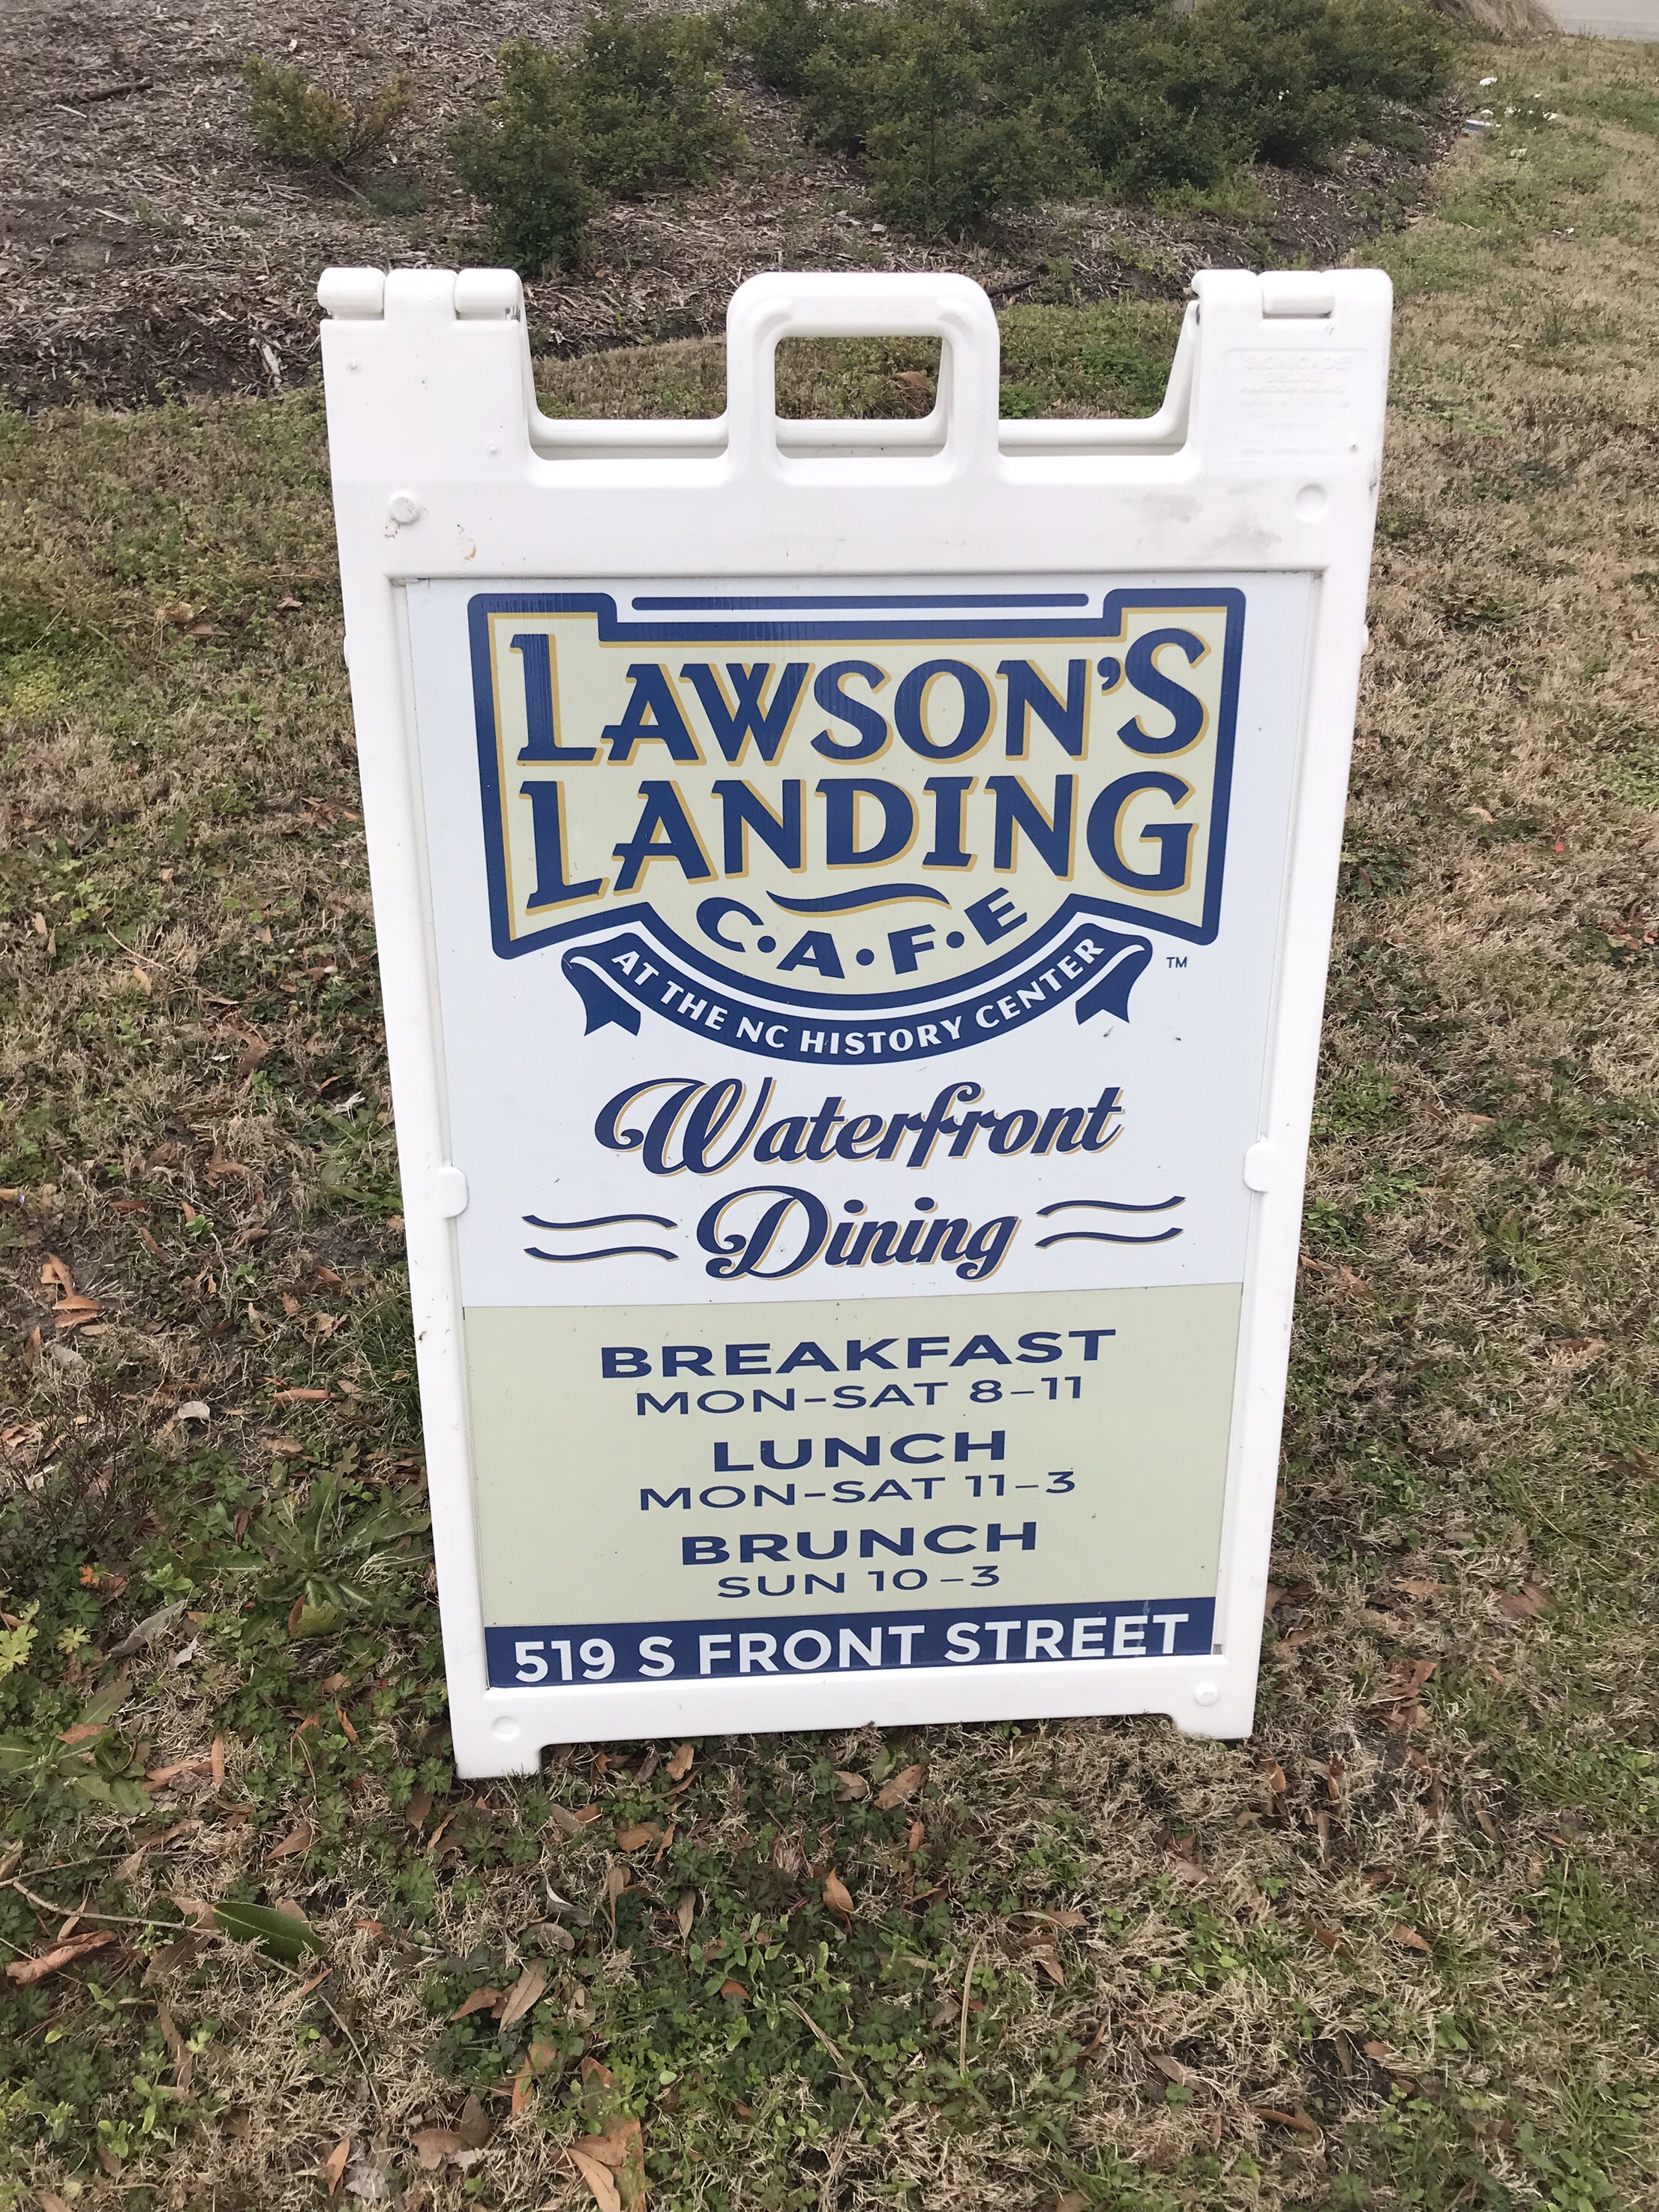 LAWSON'S
LANDING
C•A•F•E
AT THE NC HISTORY CENTER
TM
Waterfront
Dining
BREAKFAST
MON-SAT 8-11
LUNCH
MON-SAT 11-3
BRUNCH
SUN 10-3
519 S FRONT STREET